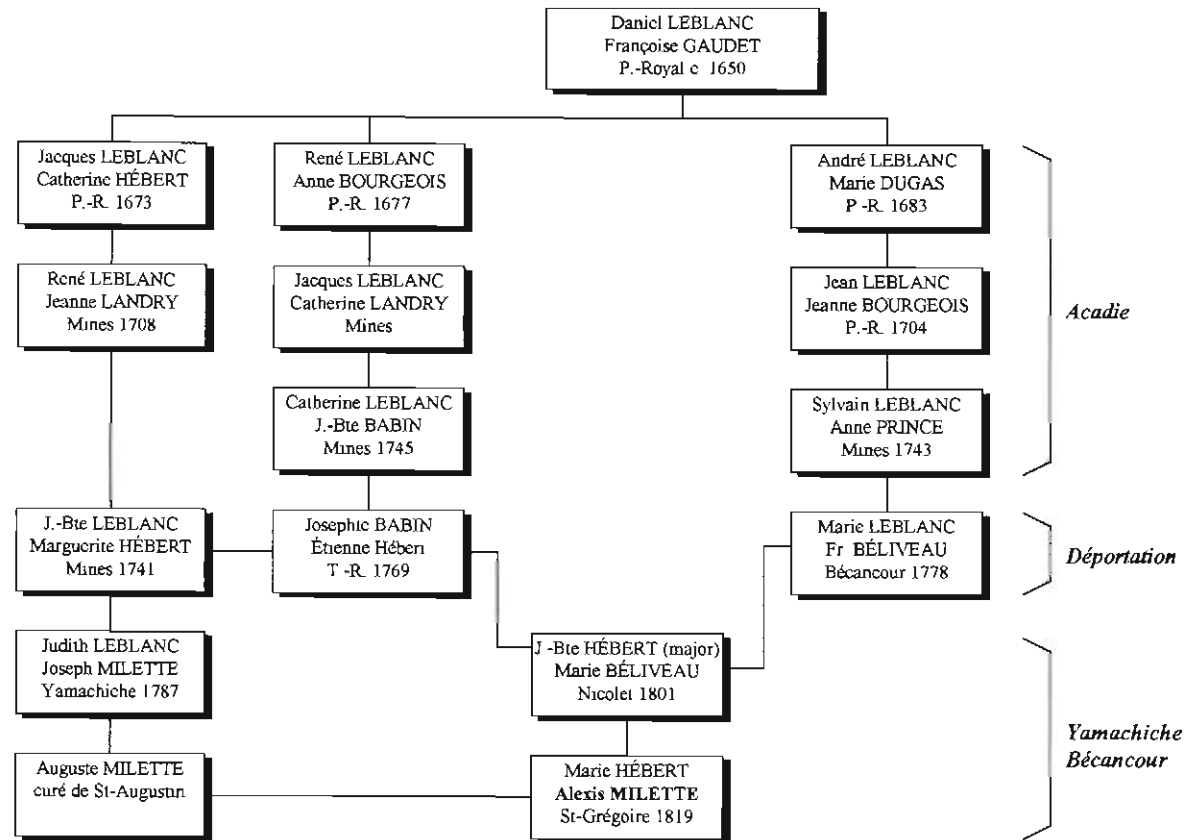 Daniel LEBLANC
Françoise GAUDET
P.-Royal c 1650
Jacques LEBLANC
Catherine HÉBERT
P.-R. 1673
René LEBLANC
Anne BOURGEOIS
P.-R. 1677
André LEBLANC
Marie DUGAS
P -R. 1683
René LEBLANC
Jeanne LANDRY
Mines 1708
Jacques LEBLANC
Catherine LANDRY
Mines
Jean LEBLANC
Jeanne BOURGEOIS
P.-R. 1704
Acadie
Catherine LEBLANC
J.-Bte BABIN
Mines 1745
Sylvain LEBLANC
Anne PRINCE
Mines 1743
J.-Bte LEBLANC
Marguerite HÉBERT
Mines 1741
Josephte BABIN
Étienne Hébert
T -R. 1769
Marie LEBLANC
Fr BÉLIVEAU
Bécancour 1778
Déportation
Judith LEBLANC
Joseph MILETTE
Yamachiche 1787
J -Bte HÉBERT (major)
Marie BÉLIVEAU
Nicolet 1801
Yamachiche
Bécancour
Auguste MILETTE
curé de St-Augustin
Marie HÉBERT
Alexis MILETTE
St-Grégoire 1819